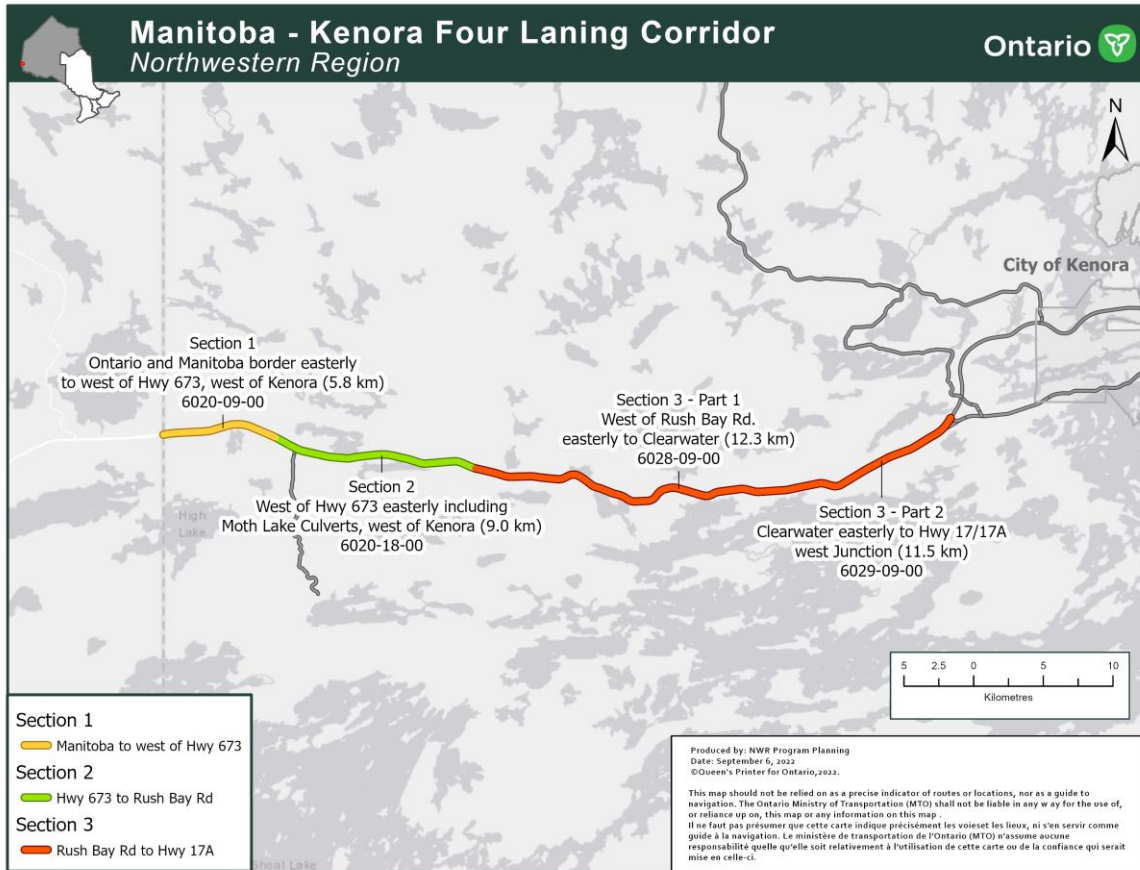 Manitoba - Kenora Four Laning Corridor
Northwestern Region
Ontario
N
City of Kenora
Section 1
Ontario and Manitoba border easterly
to west of Hwy 673, west of Kenora (5.8 km)
6020-09-00
Section 3 - Part 1
West of Rush Bay Rd.
easterly to Clearwater (12.3 km)
6028-09-00
Section 2
West of Hwy 673 easterly including
Moth Lake Culverts, west of Kenora (9.0 km)
6020-18-00
Section 3 - Part 2
Clearwater easterly to Hwy 17/17A
west Junction (11.5 km)
6029-09-00
High
Lake
5 2.5 0 5 10
Kilometres
Section 1
Manitoba to west of Hwy 673
Section 2
Hwy 673 to Rush Bay Rd
Section 3
Rush Bay Rd to Hwy 17A
Shoal Lake
Produced by: NWR Program Planning
Date: September 6, 2022
©Queen's Printer for Ontario,2022.
This map should not be relied on as a precise indicator of routes or locations, nor as a guide to
navigation. The Ontario Ministry of Transportation (MTO) shall not be liable in any w ay for the use of,
or reliance up on, this map or any information on this map .
Il ne faut pas présumer que cette carte indique précisément les voieset les lieux, ni s'en servir comme
guide à la navigation. Le ministère de transportation de l'Ontario (MTO) n'assume aucune
responsabilité quelle qu'elle soit relativement à l'utilisation de cette carte ou de la confiance qui serait
mise en celle-ci.